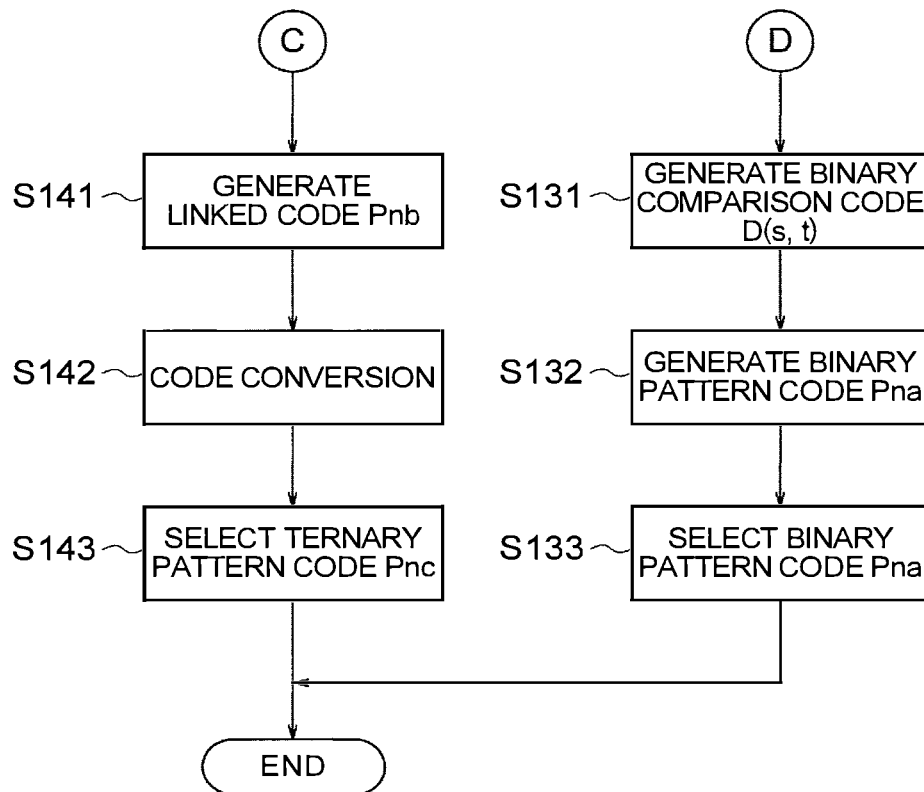 C
D
S141
GENERATE
LINKED CODE Pnb
S131
GENERATE BINARY
COMPARISON CODE
D(s, t)
S142
CODE CONVERSION
S132
GENERATE BINARY
PATTERN CODE Pna
S143
SELECT TERNARY
PATTERN CODE Pnc
S133
SELECT BINARY
PATTERN CODE Pna
END